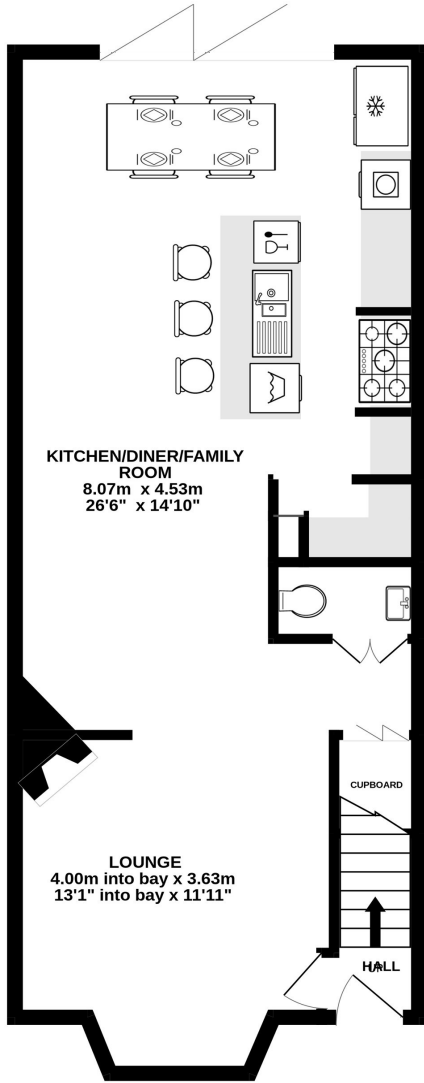 KITCHEN/DINER/FAMILY
ROOM
8.07m x 4.53m
26'6" x 14'10"
CUPBOARD
LOUNGE
4.00m into bay x 3.63m
13'1" into bay x 11'11"
HALL
UP